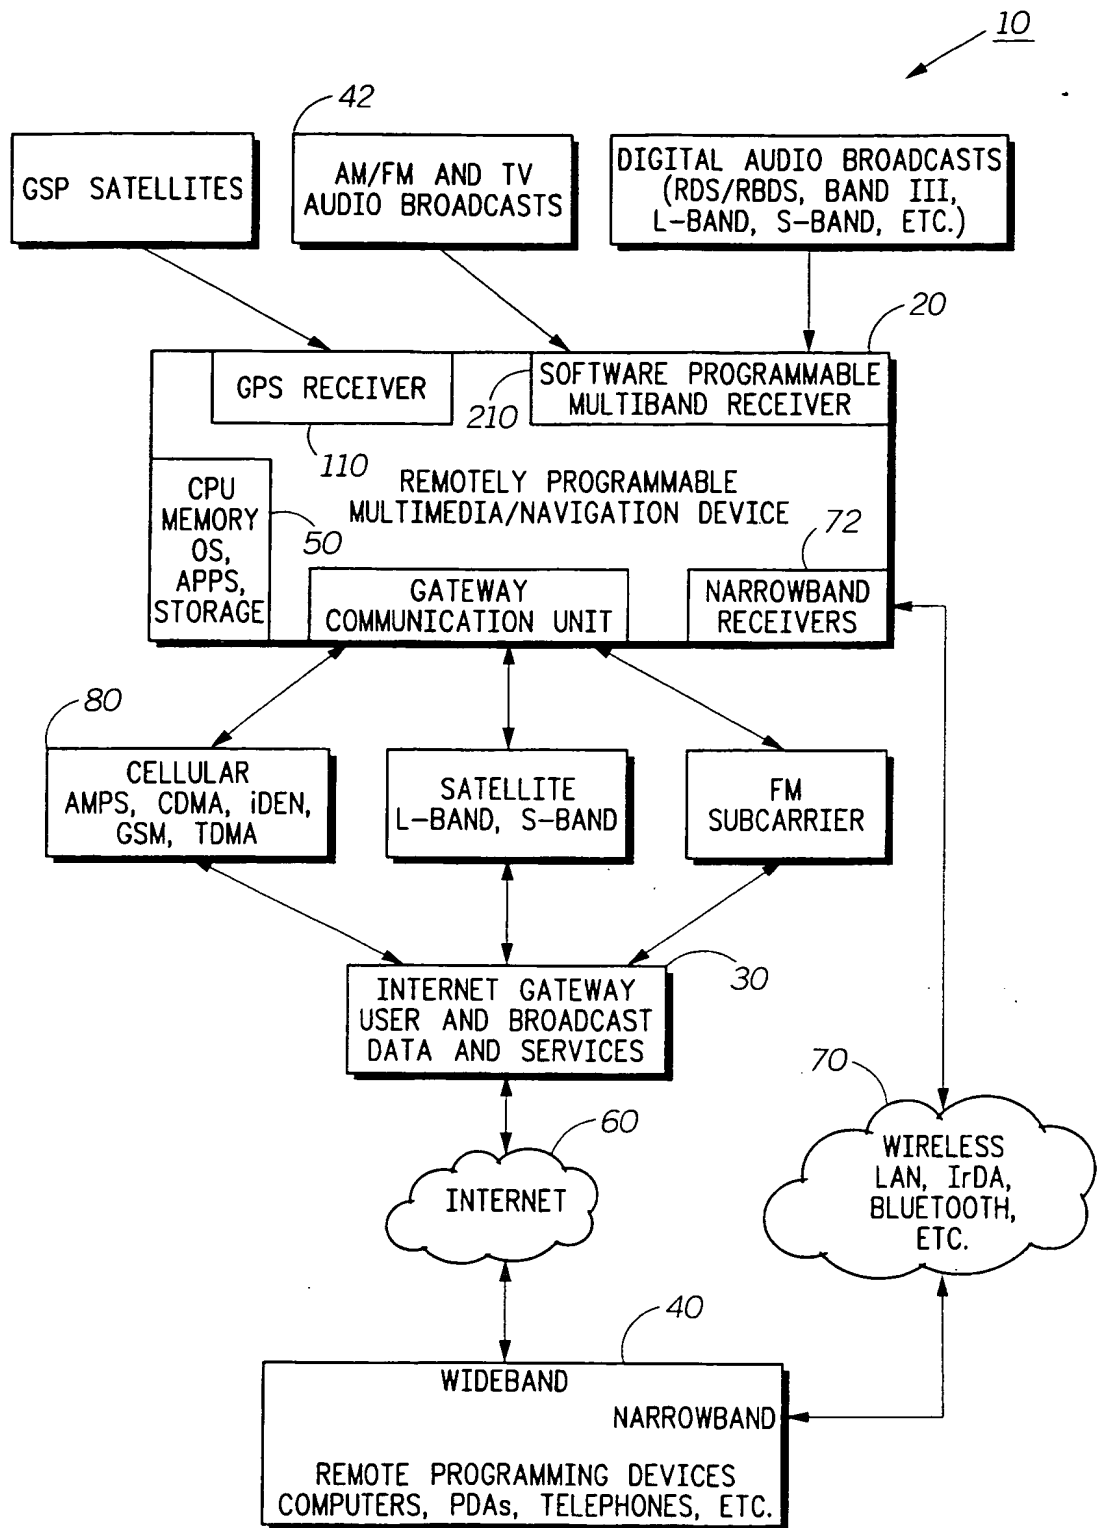 10
42
GSP SATELLITES
AM/FM AND TV
AUDIO BROADCASTS
DIGITAL AUDIO BROADCASTS
(RDS/RBDS, BAND III,
L-BAND, S-BAND, ETC.)
20
GPS RECEIVER
110
210
SOFTWARE PROGRAMMABLE
MULTIBAND RECEIVER
REMOTELY PROGRAMMABLE
MULTIMEDIA/NAVIGATION DEVICE
CPU
MEMORY
OS,
APPS,
STORAGE
50
72
GATEWAY
COMMUNICATION UNIT
NARROWBAND
RECEIVERS
80
CELLULAR
AMPS, CDMA, iDEN,
GSM, TDMA
SATELLITE
L-BAND, S-BAND
FM
SUBCARRIER
30
INTERNET GATEWAY
USER AND BROADCAST
DATA AND SERVICES
70
60
INTERNET
WIRELESS
LAN, IrDA,
BLUETOOTH,
ETC.
40
WIDEBAND
NARROWBAND
REMOTE PROGRAMMING DEVICES
COMPUTERS, PDAs, TELEPHONES, ETC.